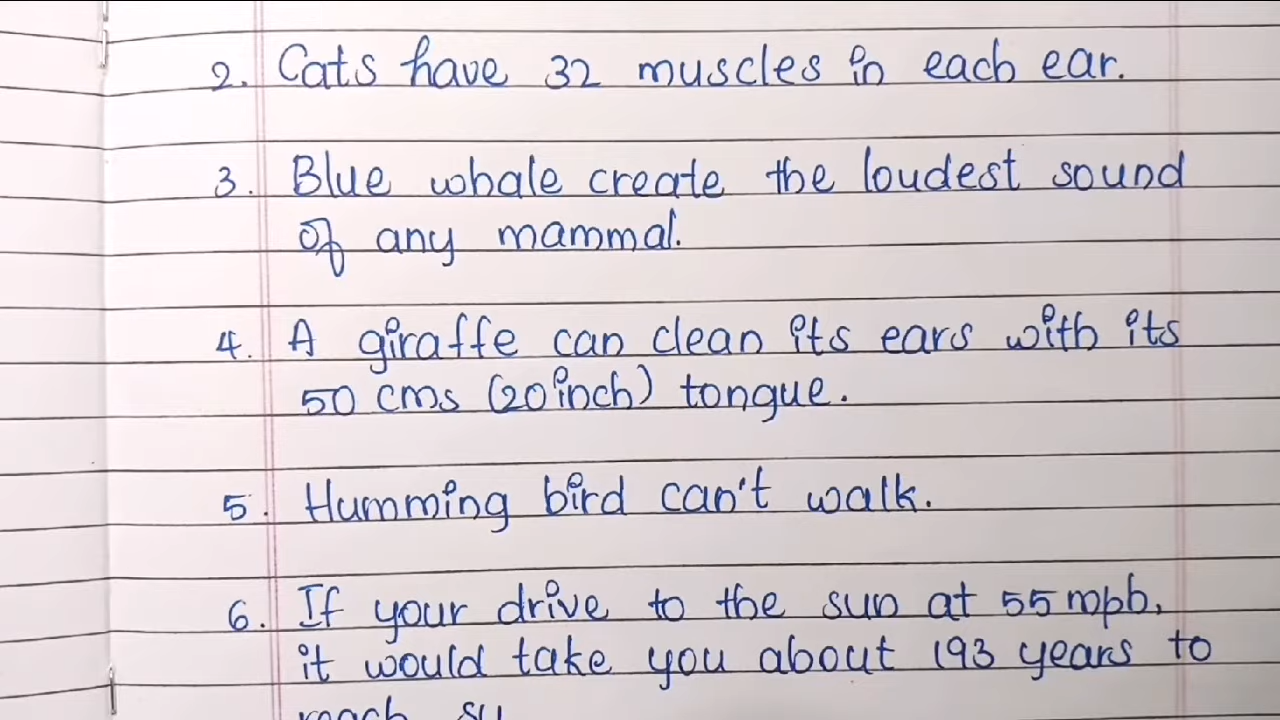 2. Cats have 32 muscles in each ear.
3. Blue whale create the loudest sound
of any mammal.
4. A giraffe can clean its ears with its
50 cms (20 inch) tongue.
5. Humming bird can't walk.
6. If your drive to the sun at 55 mph,
it would take you about 193 years to
reach su